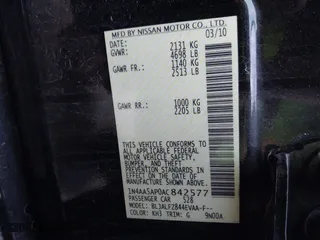 MFD BY NISSAN MOTOR CO., LTD.
DATE: 03/10
GVWR: 2131 KG
4698 LB
GAWR FR: 1140 KG
2513 LB
GAWR RR: 1000 KG
2205 LB
THIS VEHICLE CONFORMS TO ALL
APPLICABLE FEDERAL MOTOR
VEHICLE SAFETY, BUMPER, AND
THEFT PREVENTION STANDARDS
IN EFFECT ON THE DATE OF
MANUFACTURE SHOWN ABOVE.
1N4AA5AP0AC842577
PASSENGER CAR 528
MODEL: BL3ALFZB44EVAA-F--
COLOR: KH3 TRIM: G 9N00A